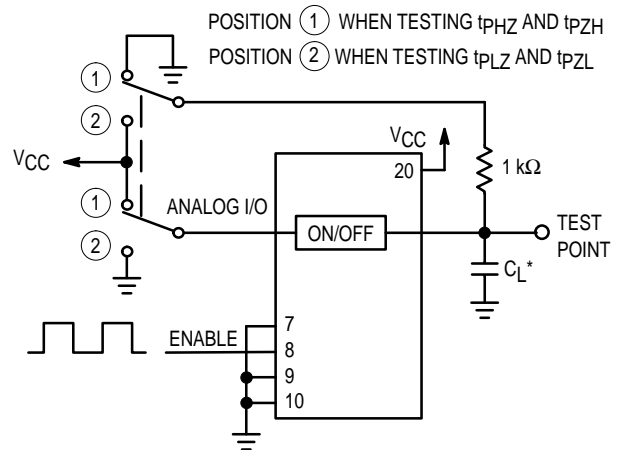 POSITION 1 WHEN TESTING tPHZ AND tPZH
POSITION 2 WHEN TESTING tPLZ AND tPZL
1
2
VCC
VCC
20
1 kΩ
1
ANALOG I/O
2
ON/OFF
TEST
POINT
CL*
ENABLE
7
8
9
10